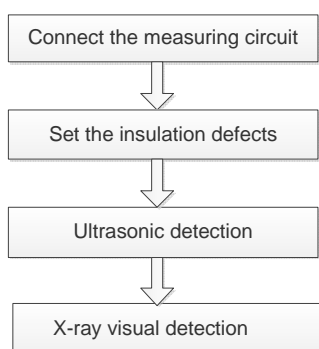 Connect the measuring circuit
Set the insulation defects
Ultrasonic detection
X-ray visual detection